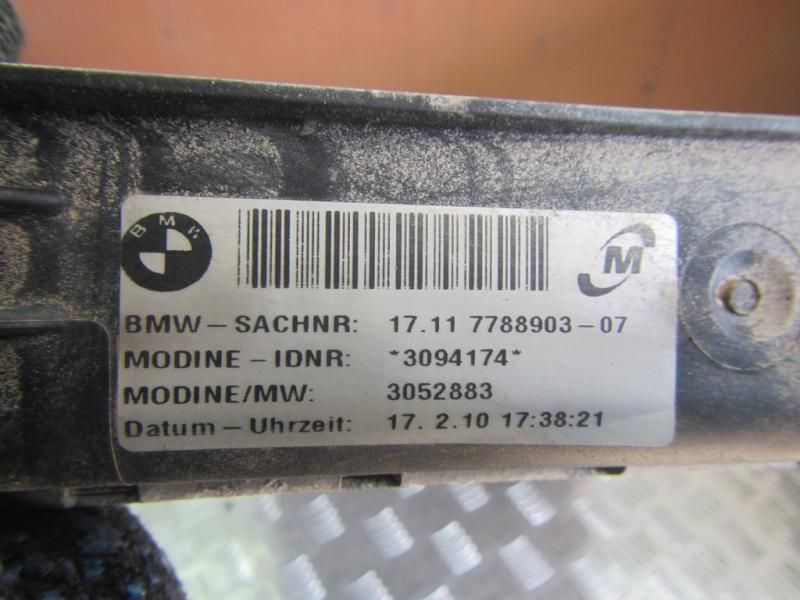 BMW
M
BMW-SACHNR: 17.11 7788903-07
MODINE-IDNR: *3094174*
MODINE/MW: 3052883
Datum-Uhrzeit: 17. 2.10 17:38:21